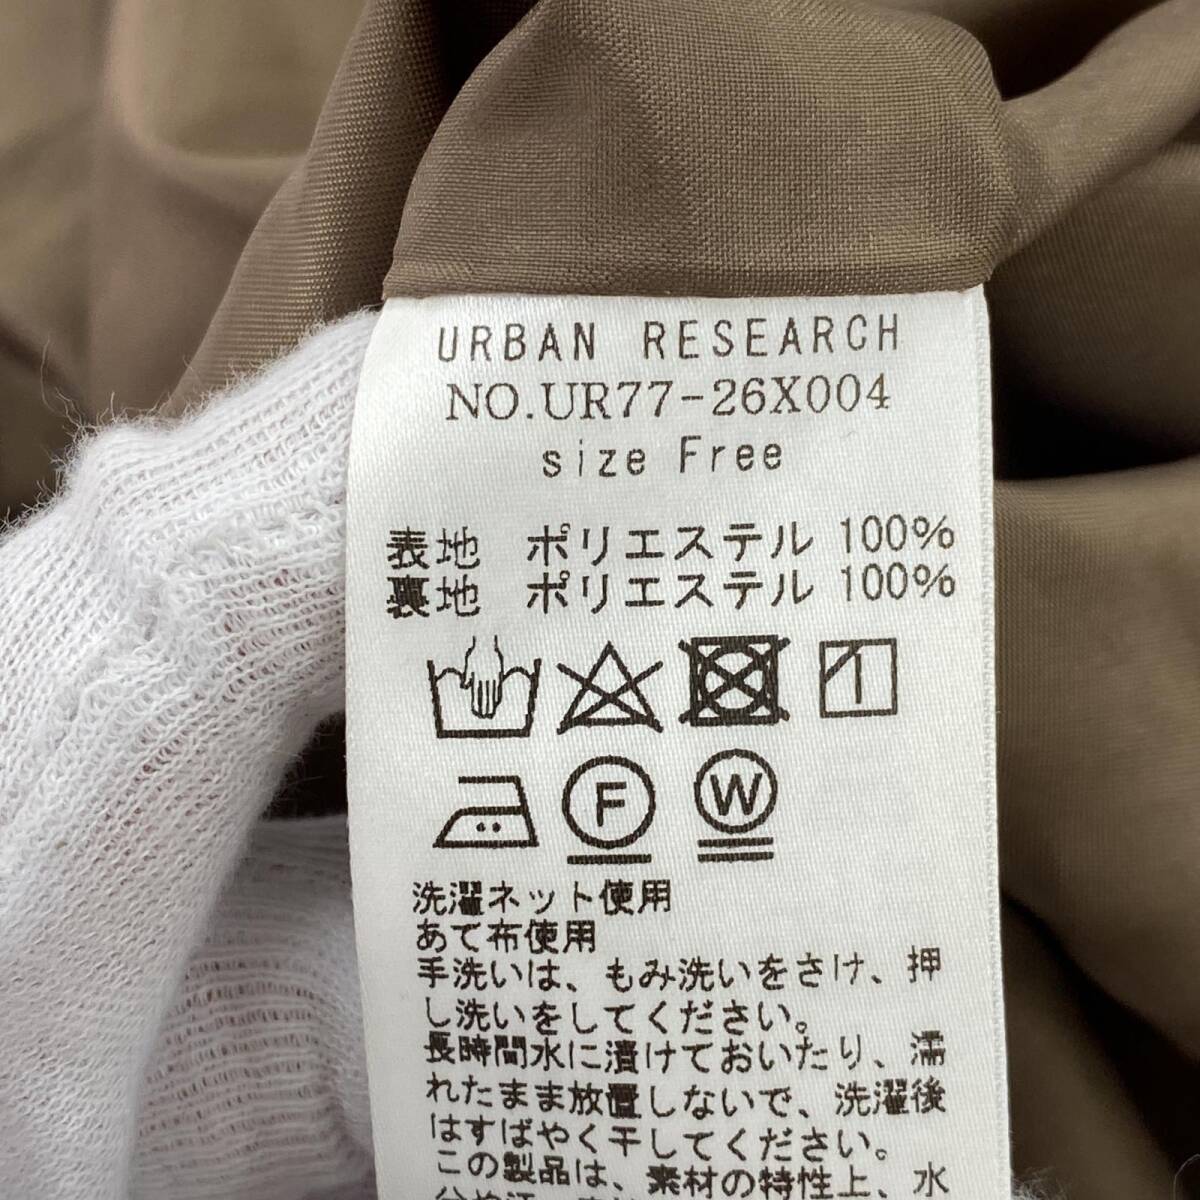 URBAN RESEARCH
NO.UR77-26X004
size Free
表地 ポリエステル 100%
裏地 ポリエステル 100%
F W
洗濯ネット使用
あて布使用
手洗いは、もみ洗いをさけ、押
し洗いをしてください。
長時間水に漬けておいたり、濡
れたまま放置しないで、洗濯後
はすばやく干してください。
この製品は、素材の特性上、水